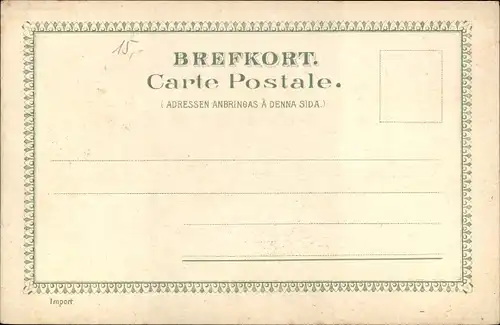 15,-
BREFKORT.
Carte Postale.
(ADRESSEN ANBRINGAS Å DENNA SIDA.)
Import